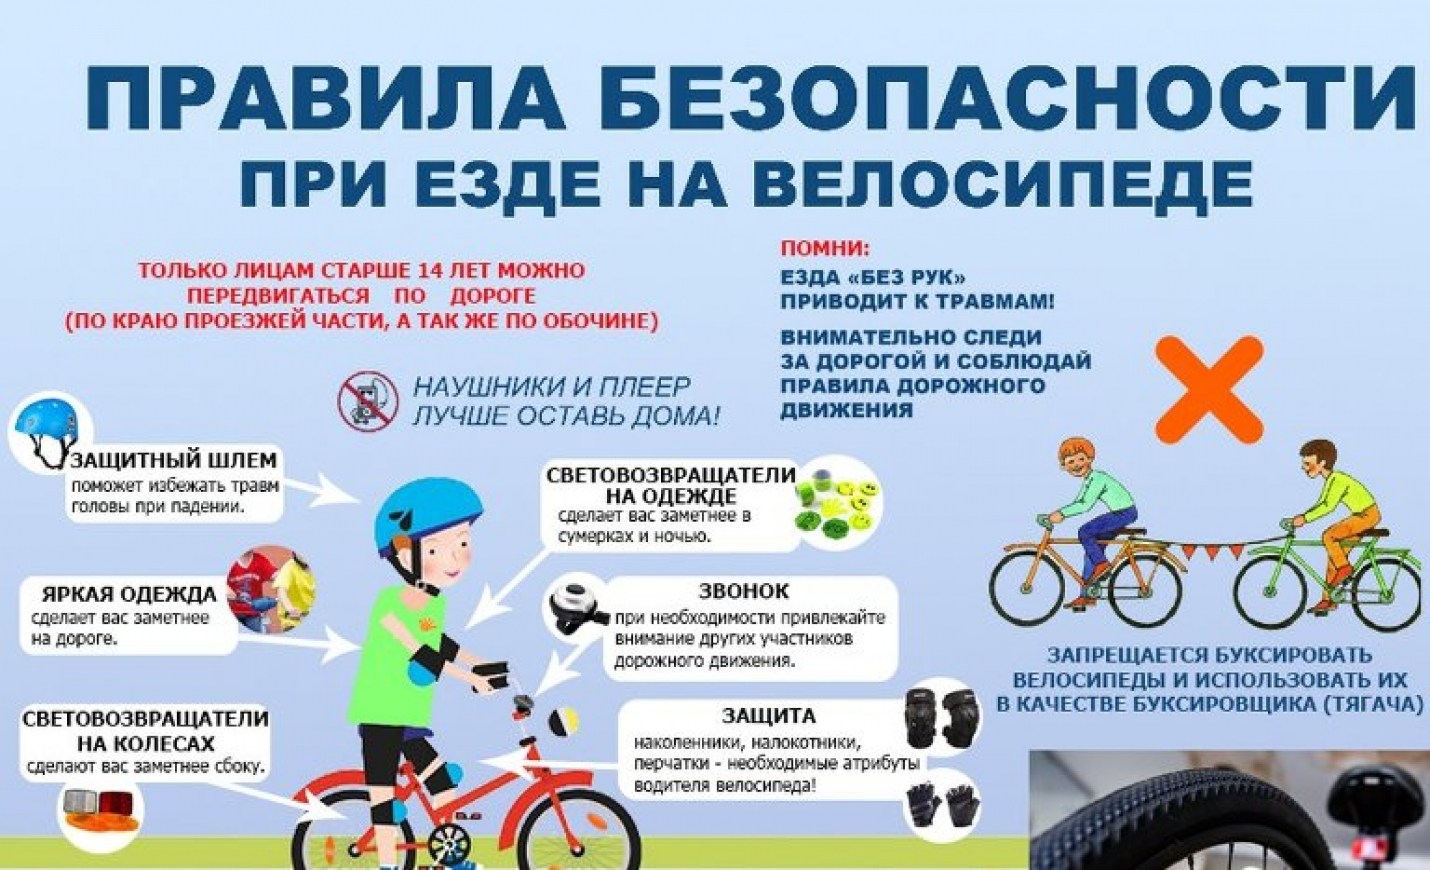 ПРАВИЛА БЕЗОПАСНОСТИ
ПРИ ЕЗДЕ НА ВЕЛОСИПЕДЕ
ТОЛЬКО ЛИЦАМ СТАРШЕ 14 ЛЕТ МОЖНО
ПЕРЕДВИГАТЬСЯ ПО ДОРОГЕ
(ПО КРАЮ ПРОЕЗЖЕЙ ЧАСТИ, А ТАК ЖЕ ПО ОБОЧИНЕ)
ПОМНИ:
ЕЗДА «БЕЗ РУК»
ПРИВОДИТ К ТРАВМАМ!
ВНИМАТЕЛЬНО СЛЕДИ
ЗА ДОРОГОЙ И СОБЛЮДАЙ
ПРАВИЛА ДОРОЖНОГО
ДВИЖЕНИЯ
НАУШНИКИ И ПЛЕЕР
ЛУЧШЕ ОСТАВЬ ДОМА!
ЗАЩИТНЫЙ ШЛЕМ
поможет избежать травм
головы при падении.
СВЕТОВОЗВРАЩАТЕЛИ
НА ОДЕЖДЕ
сделает вас заметнее в
сумерках и ночью.
ЯРКАЯ ОДЕЖДА
сделает вас заметнее
на дороге.
ЗВОНОК
при необходимости привлекайте
внимание других участников
дорожного движения.
СВЕТОВОЗВРАЩАТЕЛИ
НА КОЛЕСАХ
сделают вас заметнее сбоку.
ЗАЩИТА
наколенники, налокотники,
перчатки - необходимые атрибуты
водителя велосипеда!
ЗАПРЕЩАЕТСЯ БУКСИРОВАТЬ
ВЕЛОСИПЕДЫ И ИСПОЛЬЗОВАТЬ ИХ
В КАЧЕСТВЕ БУКСИРОВЩИКА (ТЯГАЧА)